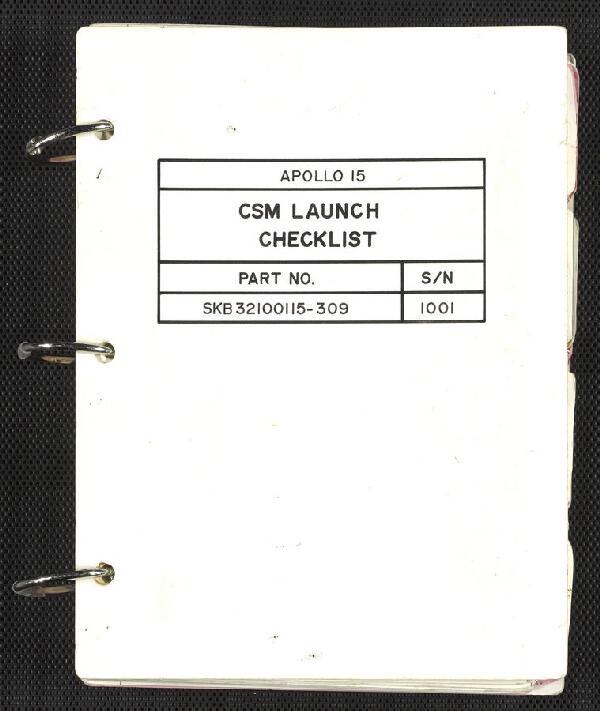 APOLLO 15
CSM LAUNCH
CHECKLIST
PART NO. S/N
SKB32100115-309 1001